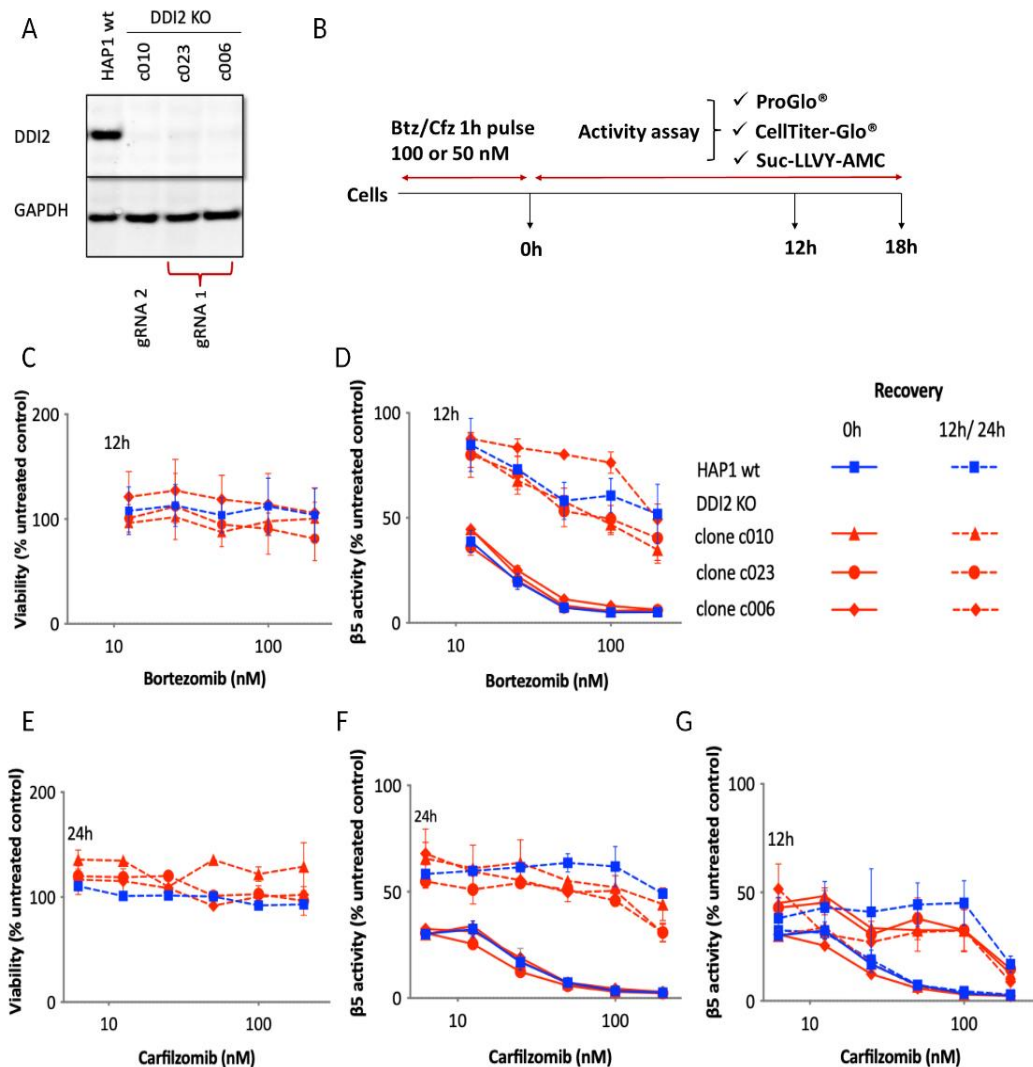 A
HAP1 wt
DDI2 KO
c010
c023
c006
DDI2
GAPDH
gRNA 2
gRNA 1
B
Btz/Cfz 1h pulse
100 or 50 nM
Activity assay
✓ ProGlo®
✓ CellTiter-Glo®
✓ Suc-LLVY-AMC
Cells
0h
12h
18h
C
Viability (% untreated control)
200
100
0
12h
10
100
Bortezomib (nM)
D
β5 activity (% untreated control)
100
50
0
12h
10
100
Bortezomib (nM)
Recovery
0h
12h/ 24h
HAP1 wt
DDI2 KO
clone c010
clone c023
clone c006
E
Viability (% untreated control)
200
100
0
24h
10
100
Carfilzomib (nM)
F
β5 activity (% untreated control)
100
50
0
24h
10
100
Carfilzomib (nM)
G
β5 activity (% untreated control)
100
50
0
12h
10
100
Carfilzomib (nM)